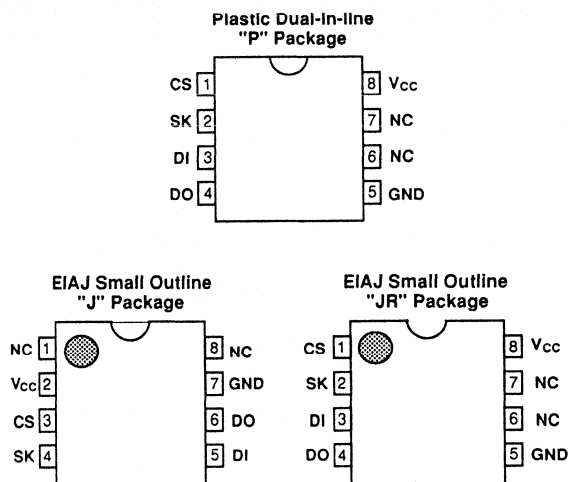 Plastic Dual-in-line
"P" Package
CS 1 8 Vcc
SK 2 7 NC
DI 3 6 NC
DO 4 5 GND
EIAJ Small Outline
"J" Package
NC 1 8 NC
Vcc 2 7 GND
CS 3 6 DO
SK 4 5 DI
EIAJ Small Outline
"JR" Package
CS 1 8 Vcc
SK 2 7 NC
DI 3 6 NC
DO 4 5 GND